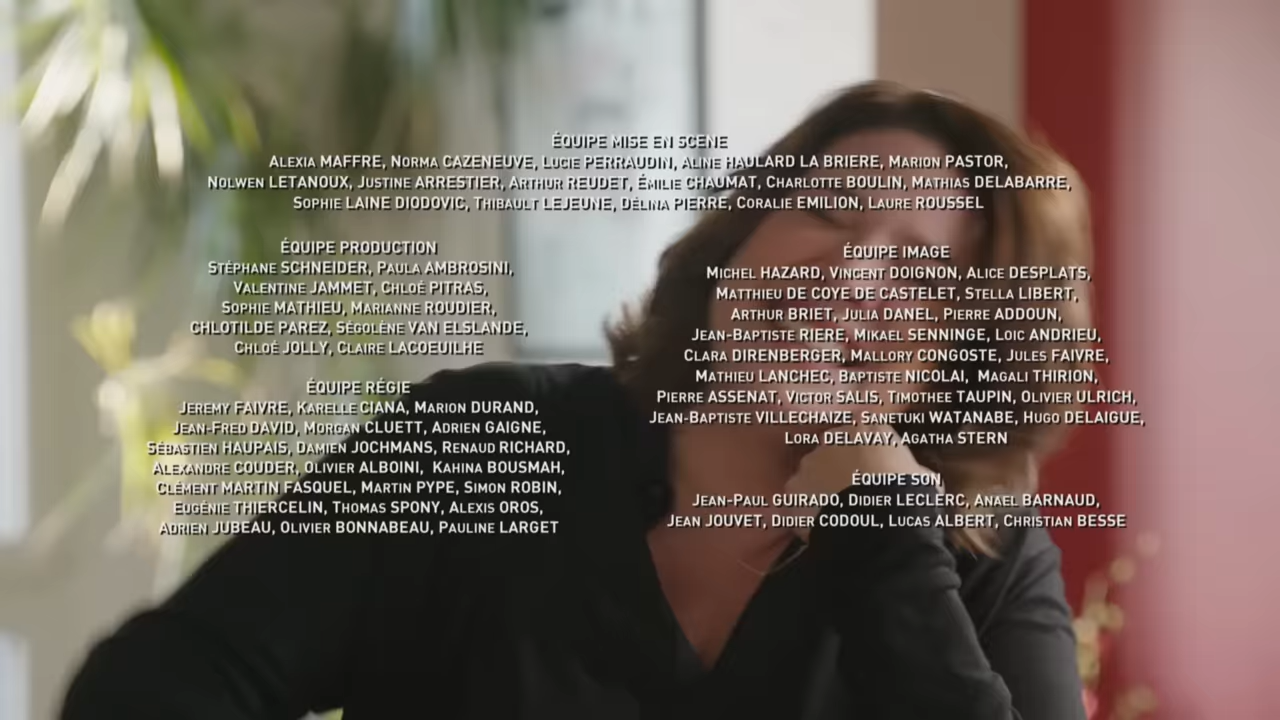 ÉQUIPE MISE EN SCENE
ALEXIA MAFFRE, NORMA CAZENEUVE, LUCIE PERRAUDIN, ALINE HAULARD LA BRIERE, MARION PASTOR,
NOLWEN LETANOUX, JUSTINE ARRESTIER, ARTHUR REUDET, ÉMILIE CHAUMAT, CHARLOTTE BOULIN, MATHIAS DELABARRE,
SOPHIE LAINE DIODOVIC, THIBAULT LEJEUNE, DÉLINA PIERRE, CORALIE EMILION, LAURE ROUSSEL
ÉQUIPE PRODUCTION
STÉPHANE SCHNEIDER, PAULA AMBROSINI,
VALENTINE JAMMET, CHLOÉ PITRAS,
SOPHIE MATHIEU, MARIANNE ROUDIER,
CHLOTILDE PAREZ, SÉGOLÈNE VAN ELSLANDE,
CHLOÉ JOLLY, CLAIRE LACOEUILHE
ÉQUIPE RÉGIE
JEREMY FAIVRE, KARELLE CIANA, MARION DURAND,
JEAN-FRED DAVID, MORGAN CLUETT, ADRIEN GAIGNE,
SÉBASTIEN HAUPAIS, DAMIEN JOCHMANS, RENAUD RICHARD,
ALEXANDRE COUDER, OLIVIER ALBOINI, KAHINA BOUSMAH,
CLÉMENT MARTIN FASQUEL, MARTIN PYPE, SIMON ROBIN,
EUGÉNIE THIERCELIN, THOMAS SPONY, ALEXIS OROS,
ADRIEN JUBEAU, OLIVIER BONNABEAU, PAULINE LARGET
ÉQUIPE IMAGE
MICHEL HAZARD, VINCENT DOIGNON, ALICE DESPLATS,
MATTHIEU DE COYE DE CASTELET, STELLA LIBERT,
ARTHUR BRIET, JULIA DANEL, PIERRE ADDOUN,
JEAN-BAPTISTE RIERE, MIKAEL SENNINGE, LOIC ANDRIEU,
CLARA DIRENBERGER, MALLORY CONGOSTE, JULES FAIVRE,
MATHIEU LANCHEC, BAPTISTE NICOLAI, MAGALI THIRION,
PIERRE ASSENAT, VICTOR SALIS, TIMOTHEE TAUPIN, OLIVIER ULRICH,
JEAN-BAPTISTE VILLECHAIZE, SANETUKI WATANABE, HUGO DELAIGUE,
LORA DELAVAY, AGATHA STERN
ÉQUIPE SON
JEAN-PAUL GUIRADO, DIDIER LECLERC, ANAEL BARNAUD,
JEAN JOUVET, DIDIER CODOUL, LUCAS ALBERT, CHRISTIAN BESSE